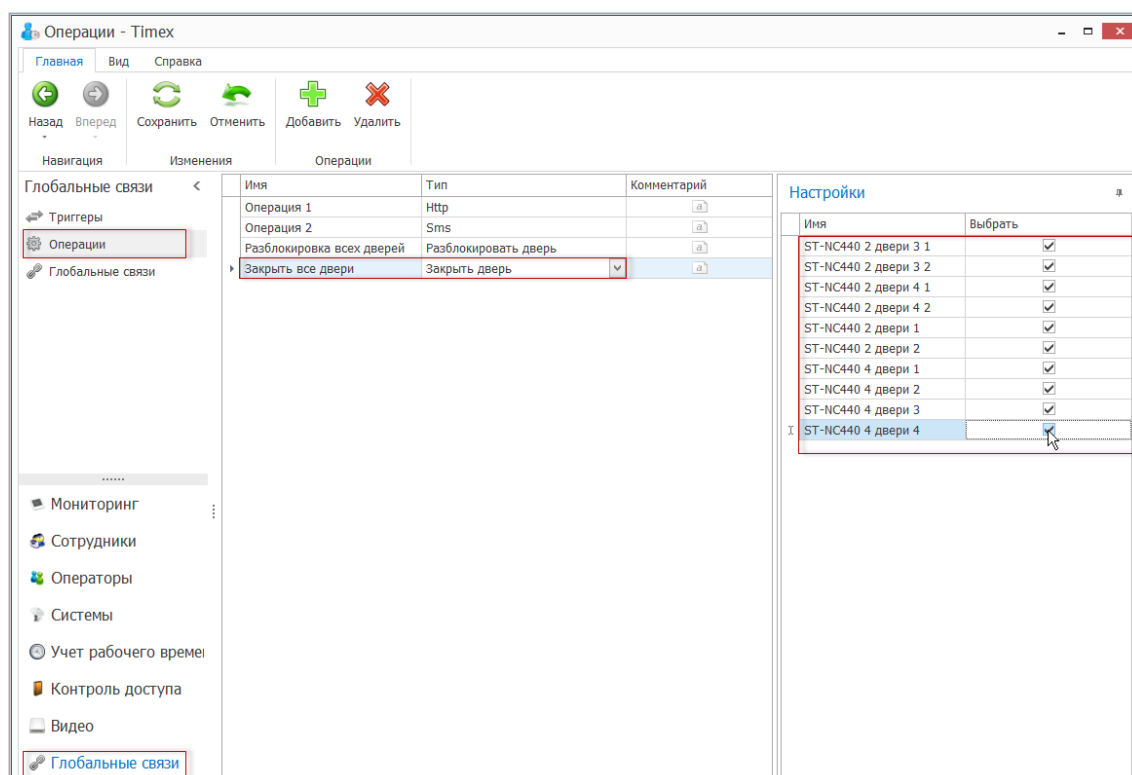 Операции - Timex
Главная Вид Справка
Назад Вперед Сохранить Отменить Добавить Удалить
Навигация Изменения Операции
Глобальные связи
Триггеры
Операции
Глобальные связи
Имя Тип Комментарий
Операция 1 Http a
Операция 2 Sms a
Разблокировка всех дверей Разблокировать дверь a
Закрыть все двери Закрыть дверь a
Настройки
Имя Выбрать
ST-NC440 2 двери 3 1
ST-NC440 2 двери 3 2
ST-NC440 2 двери 4 1
ST-NC440 2 двери 4 2
ST-NC440 2 двери 1
ST-NC440 2 двери 2
ST-NC440 4 двери 1
ST-NC440 4 двери 2
ST-NC440 4 двери 3
ST-NC440 4 двери 4
Мониторинг
Сотрудники
Операторы
Системы
Учет рабочего времен
Контроль доступа
Видео
Глобальные связи